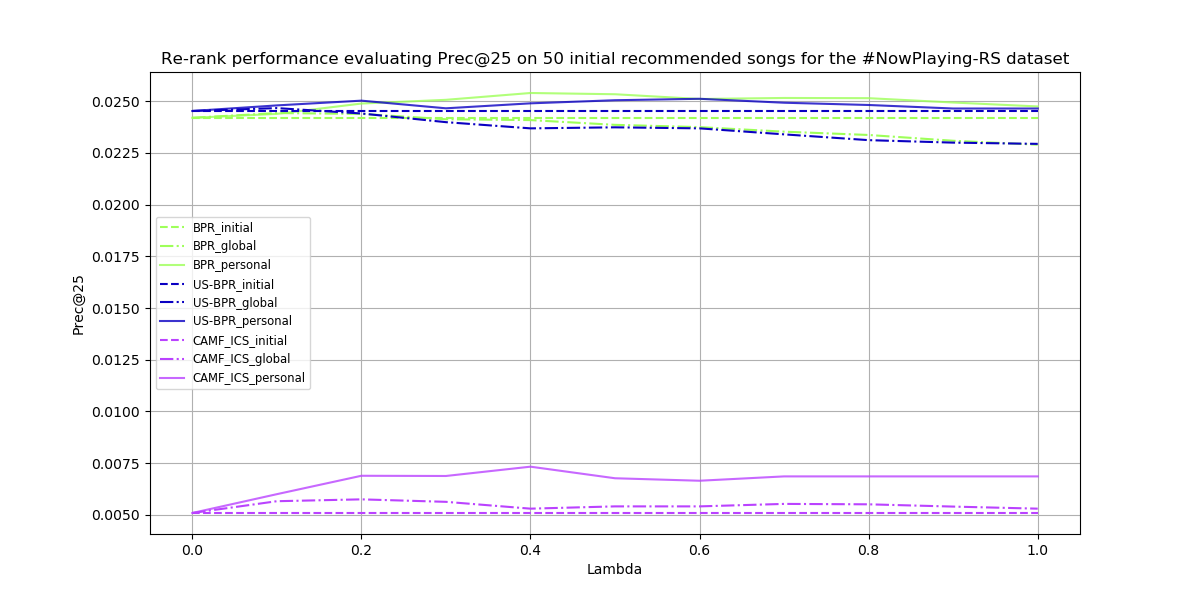 Re-rank performance evaluating Prec@25 on 50 initial recommended songs for the #NowPlaying-RS dataset
Prec@25
0.0250
0.0225
0.0200
0.0175
0.0150
0.0125
0.0100
0.0075
0.0050
BPR_initial
BPR_global
BPR_personal
US-BPR_initial
US-BPR_global
US-BPR_personal
CAMF_ICS_initial
CAMF_ICS_global
CAMF_ICS_personal
0.0 0.2 0.4 0.6 0.8 1.0
Lambda